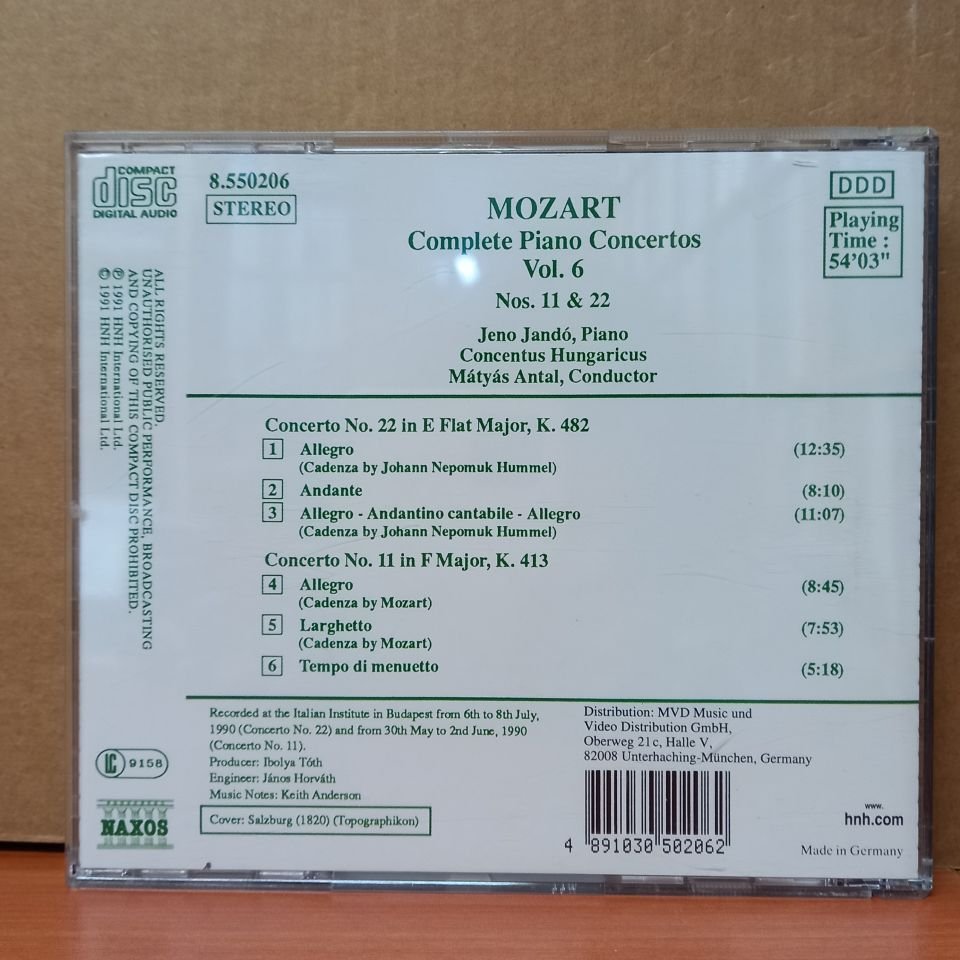 COMPACT
disc
DIGITAL AUDIO
8.550206
STEREO
MOZART
Complete Piano Concertos
Vol. 6
Nos. 11 & 22
Jeno Jandó, Piano
Concentus Hungaricus
Mátyás Antal, Conductor
DDD
Playing
Time :
54’03"
ALL RIGHTS RESERVED.
UNAUTHORISED PUBLIC PERFORMANCE, BROADCASTING
AND COPYING OF THIS COMPACT DISC PROHIBITED.
℗ 1991 HNH International Ltd.
© 1991 HNH International Ltd.
Concerto No. 22 in E Flat Major, K. 482
1 Allegro (12:35)
(Cadenza by Johann Nepomuk Hummel)
2 Andante (8:10)
3 Allegro - Andantino cantabile - Allegro (11:07)
(Cadenza by Johann Nepomuk Hummel)
Concerto No. 11 in F Major, K. 413
4 Allegro (8:45)
(Cadenza by Mozart)
5 Larghetto (7:53)
(Cadenza by Mozart)
6 Tempo di menuetto (5:18)
Recorded at the Italian Institute in Budapest from 6th to 8th July,
1990 (Concerto No. 22) and from 30th May to 2nd June, 1990
(Concerto No. 11).
Producer: Ibolya Tóth
Engineer: János Horváth
Music Notes: Keith Anderson
Cover: Salzburg (1820) (Topographikon)
LC 9158
NAXOS
Distribution: MVD Music und
Video Distribution GmbH,
Oberweg 21c, Halle V,
82008 Unterhaching-München, Germany
4 891030 502062
www.
hnh.com
Made in Germany